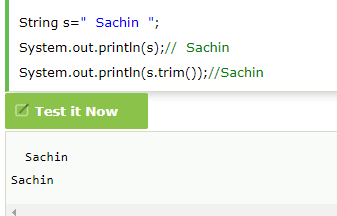 String s="  Sachin  ";
System.out.println(s);//  Sachin
System.out.println(s.trim());//Sachin
Test it Now
  Sachin
Sachin